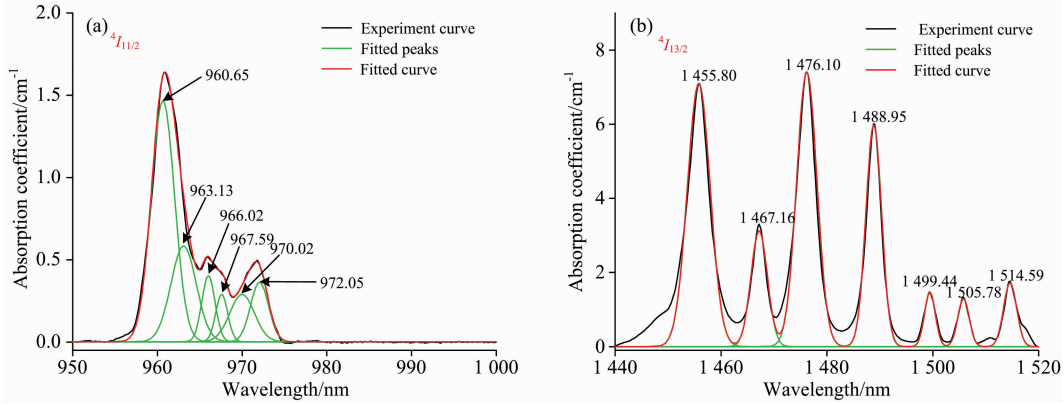 (a)
⁴I₁₁/₂
Experiment curve
Fitted peaks
Fitted curve
960.65
963.13
966.02
967.59
970.02
972.05
2.0
1.5
1.0
0.5
0.0
Absorption coefficient/cm⁻¹
950 960 970 980 990 1 000
Wavelength/nm
(b)
⁴I₁₃/₂
Experiment curve
Fitted peaks
Fitted curve
1 455.80
1 467.16
1 476.10
1 488.95
1 499.44
1 505.78
1 514.59
8
6
4
2
0
Absorption coefficient/cm⁻¹
1 440 1 460 1 480 1 500 1 520
Wavelength/nm